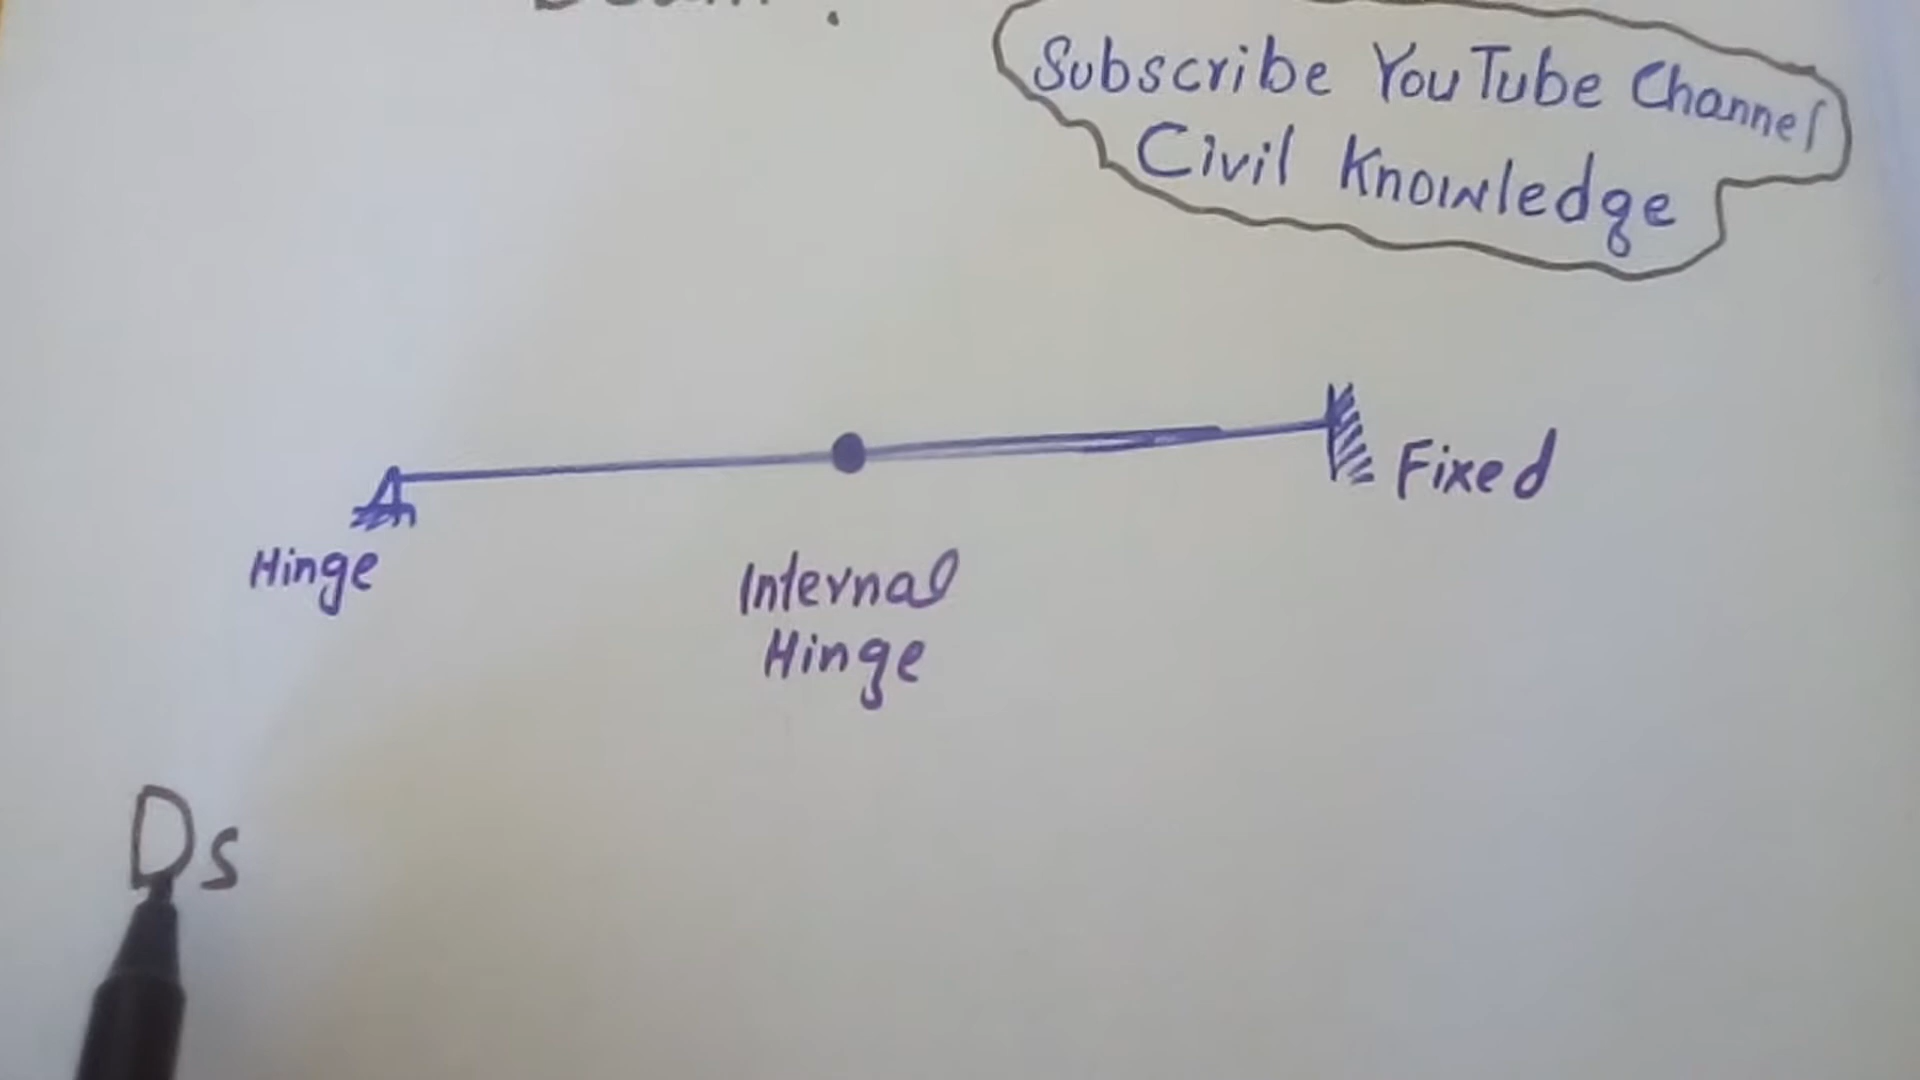 Subscribe YouTube Channel
Civil Knowledge
Fixed
Hinge
Internal
Hinge
Ds